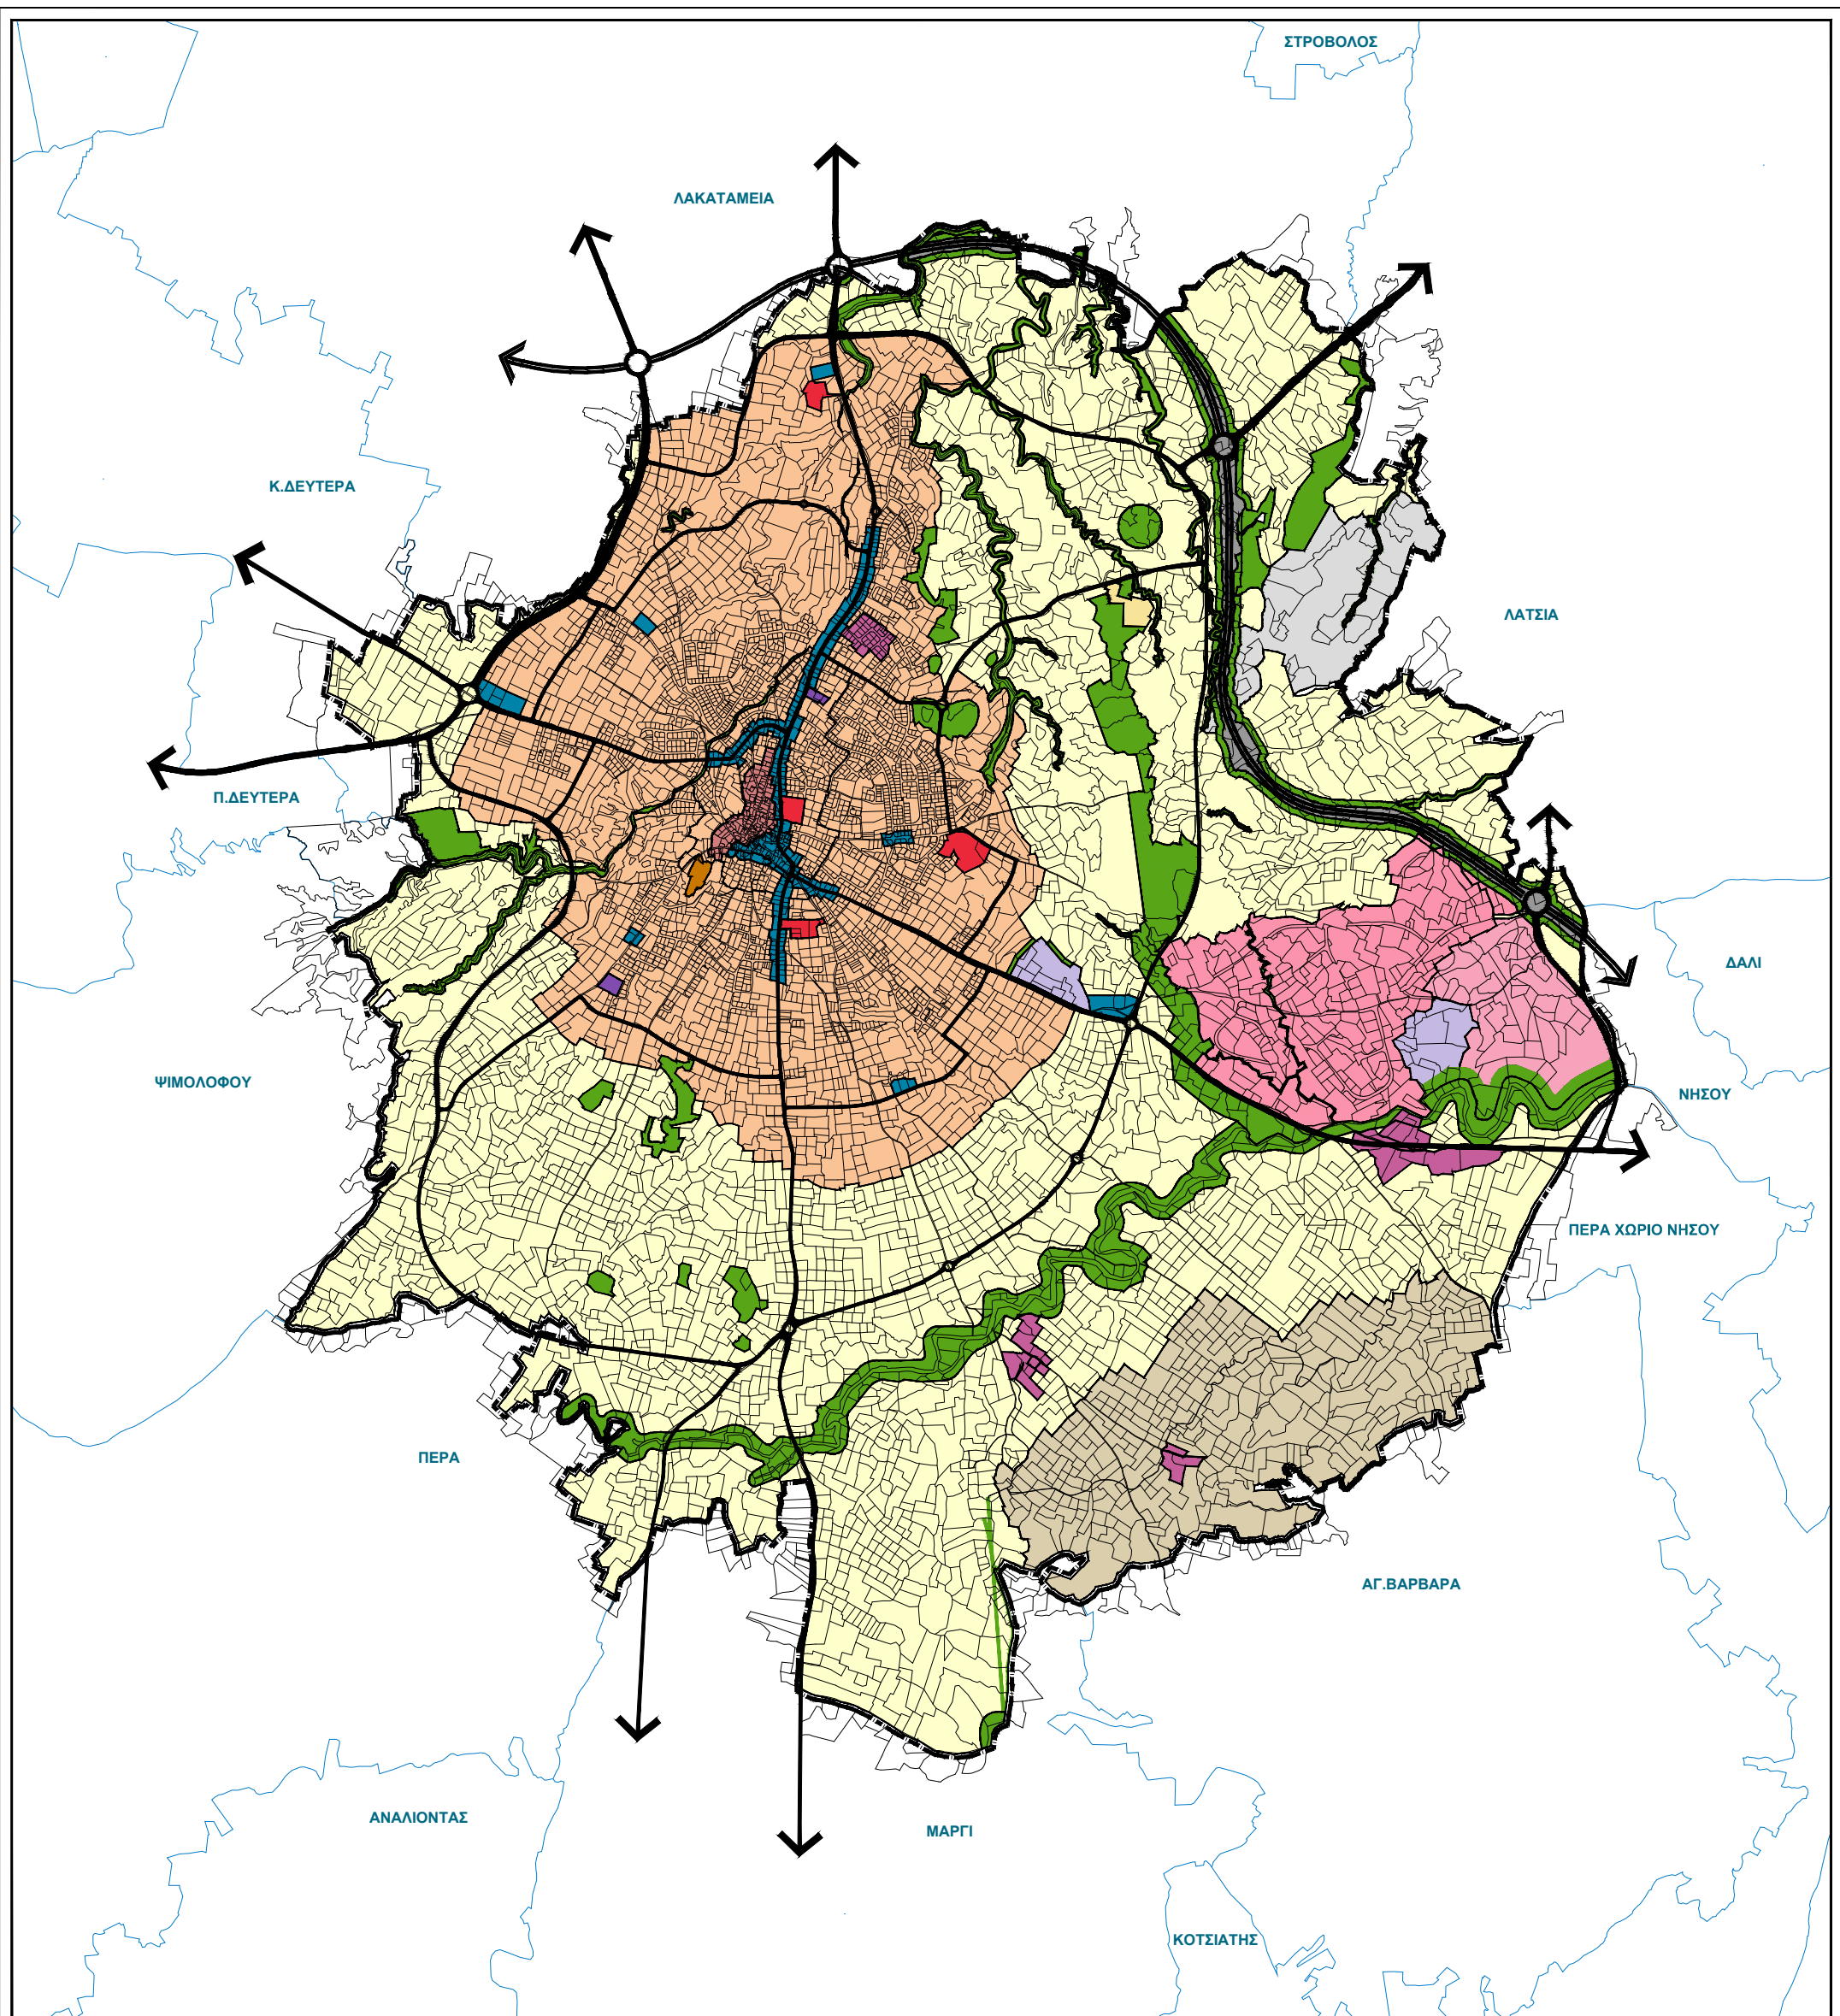 ΣΤΡΟΒΟΛΟΣ
ΛΑΚΑΤΑΜΕΙΑ
Κ.ΔΕΥΤΕΡΑ
ΛΑΤΣΙΑ
Π.ΔΕΥΤΕΡΑ
ΔΑΛΙ
ΨΙΜΟΛΟΦΟΥ
ΝΗΣΟΥ
ΠΕΡΑ ΧΩΡΙΟ ΝΗΣΟΥ
ΠΕΡΑ
ΑΓ.ΒΑΡΒΑΡΑ
ΑΝΑΛΙΟΝΤΑΣ
ΜΑΡΓΙ
ΚΟΤΣΙΑΤΗΣ